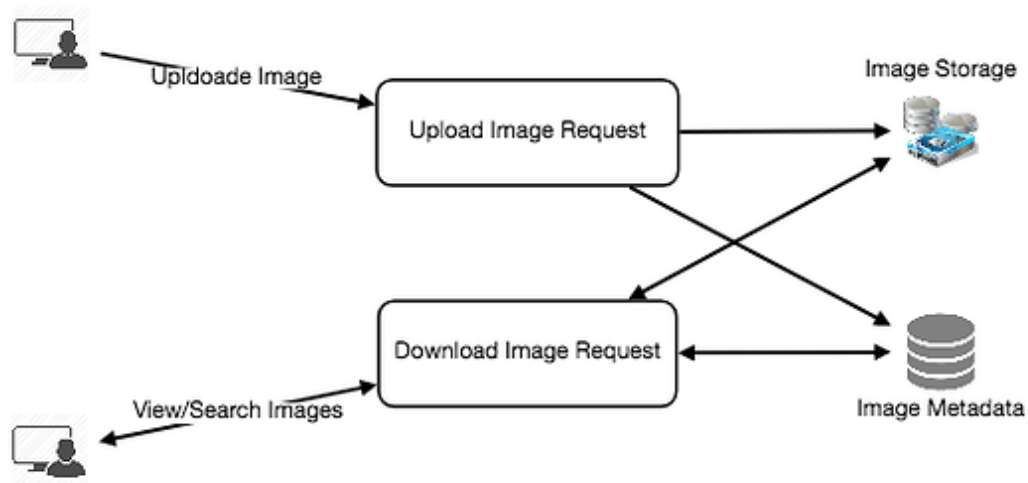 Upldoade Image
Image Storage
Upload Image Request
Download Image Request
View/Search Images
Image Metadata